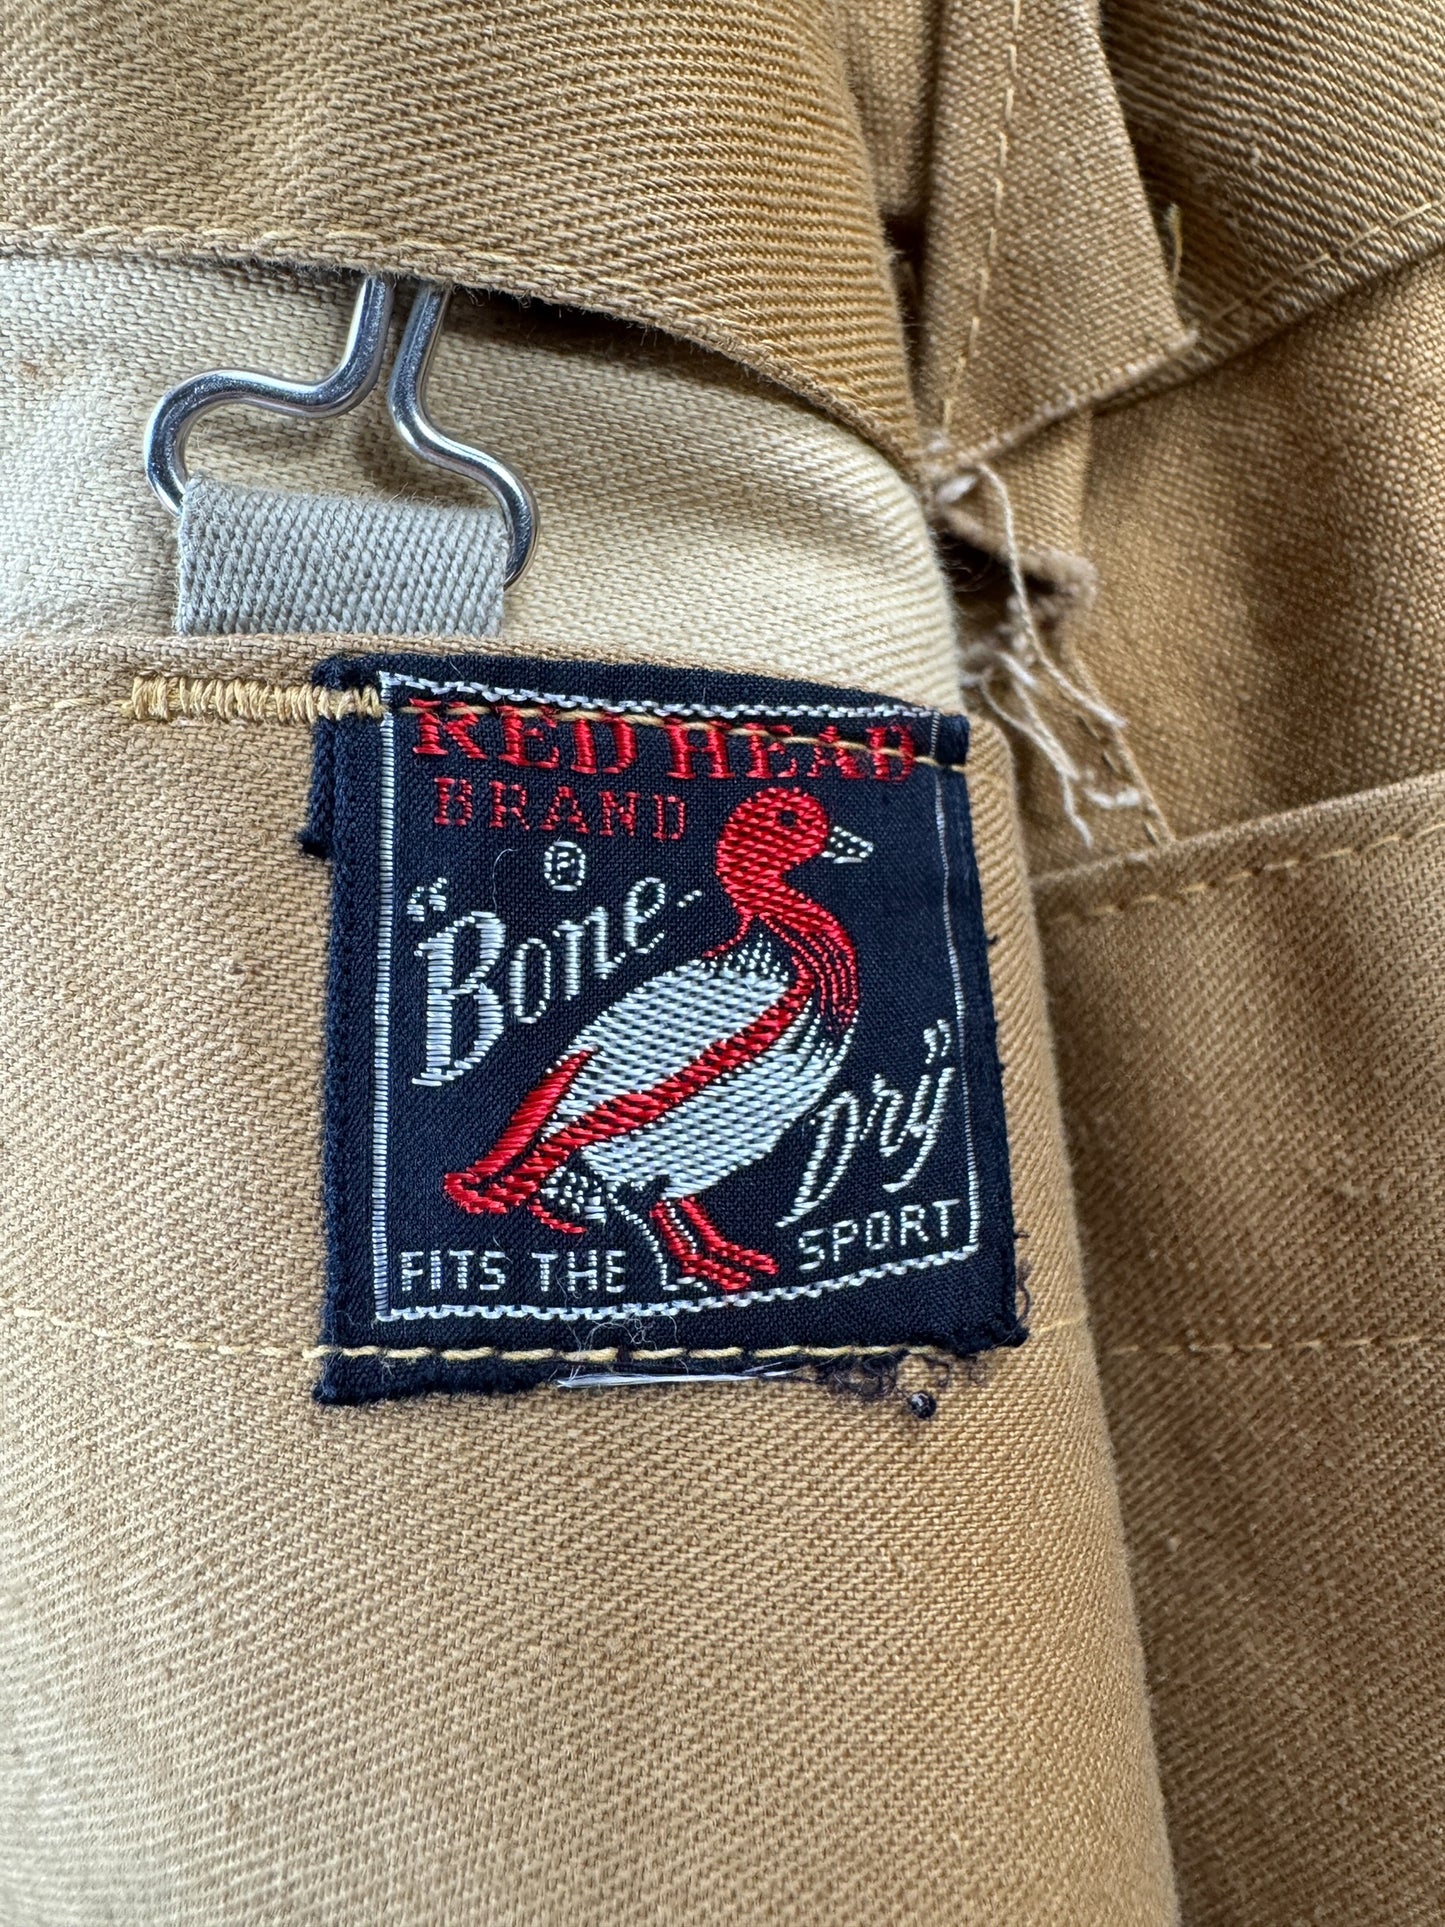 RED HEAD
BRAND
®
"Bone-
Dry"
FITS THE SPORT